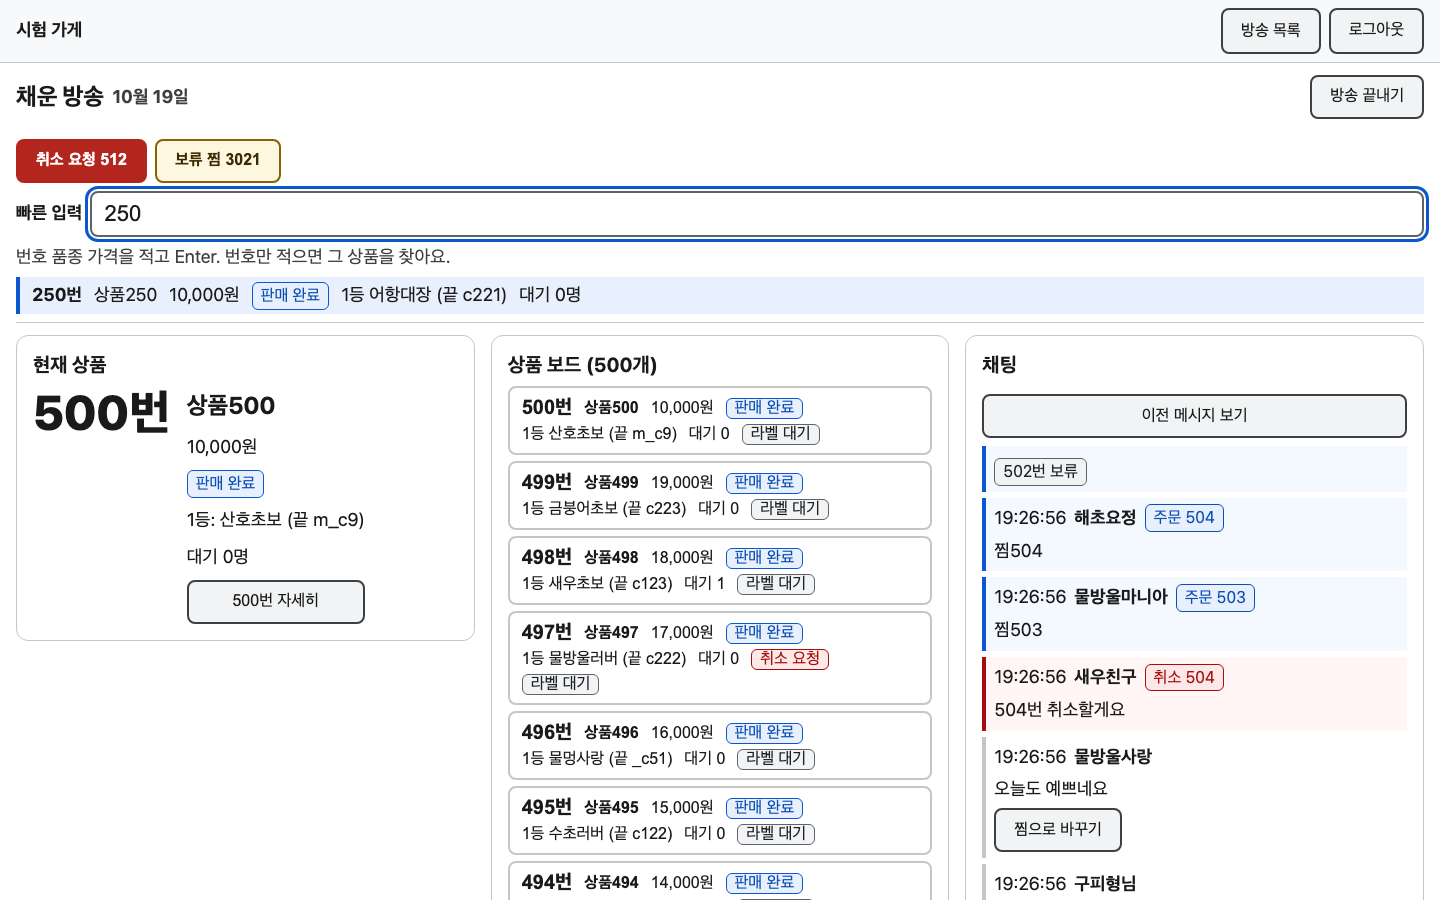 시험 가게
방송 목록
로그아웃
채운 방송 10월 19일
방송 끝내기
취소 요청 512
보류 찜 3021
빠른 입력
250
번호 품종 가격을 적고 Enter. 번호만 적으면 그 상품을 찾아요.
250번 상품250 10,000원 판매 완료 1등 어항대장 (끝 c221) 대기 0명
현재 상품
500번
상품500
10,000원
판매 완료
1등: 산호초보 (끝 m_c9)
대기 0명
500번 자세히
상품 보드 (500개)
500번 상품500 10,000원 판매 완료
1등 산호초보 (끝 m_c9) 대기 0 라벨 대기
499번 상품499 19,000원 판매 완료
1등 금붕어초보 (끝 c223) 대기 0 라벨 대기
498번 상품498 18,000원 판매 완료
1등 새우초보 (끝 c123) 대기 1 라벨 대기
497번 상품497 17,000원 판매 완료
1등 물방울러버 (끝 c222) 대기 0 취소 요청
라벨 대기
496번 상품496 16,000원 판매 완료
1등 물멍사랑 (끝 _c51) 대기 0 라벨 대기
495번 상품495 15,000원 판매 완료
1등 수초러버 (끝 c122) 대기 0 라벨 대기
494번 상품494 14,000원 판매 완료
채팅
이전 메시지 보기
502번 보류
19:26:56 해초요정 주문 504
찜504
19:26:56 물방울마니아 주문 503
찜503
19:26:56 새우친구 취소 504
504번 취소할게요
19:26:56 물방울사랑
오늘도 예쁘네요
찜으로 바꾸기
19:26:56 구피형님